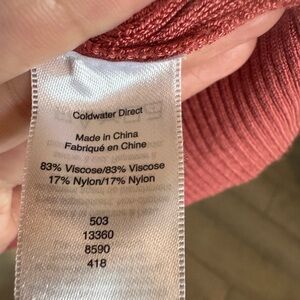 Coldwater Direct
Made in China
Fabriqué en Chine
83% Viscose/83% Viscose
17% Nylon/17% Nylon
503
13360
8590
418